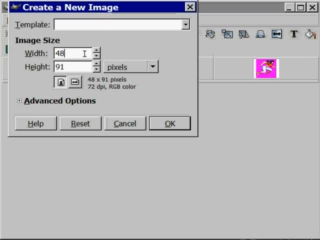 Create a New Image
Template:
Image Size
Width: 48
Height: 91 pixels
48 x 91 pixels
72 dpi, RGB color
Advanced Options
Help Reset Cancel OK
T